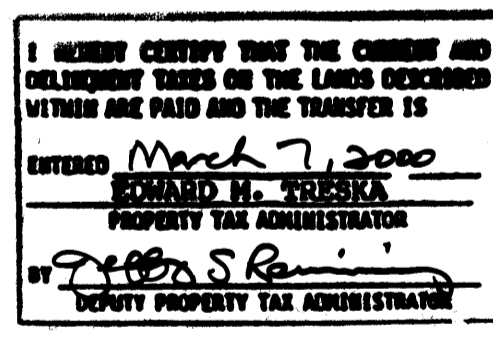 I HEREBY CERTIFY THAT THE CURRENT AND
DELINQUENT TAXES ON THE LANDS DESCRIBED
WITHIN ARE PAID AND THE TRANSFER IS
ENTERED March 7, 2000
EDWARD M. TRESKA
PROPERTY TAX ADMINISTRATOR
BY S
DEPUTY PROPERTY TAX ADMINISTRATOR